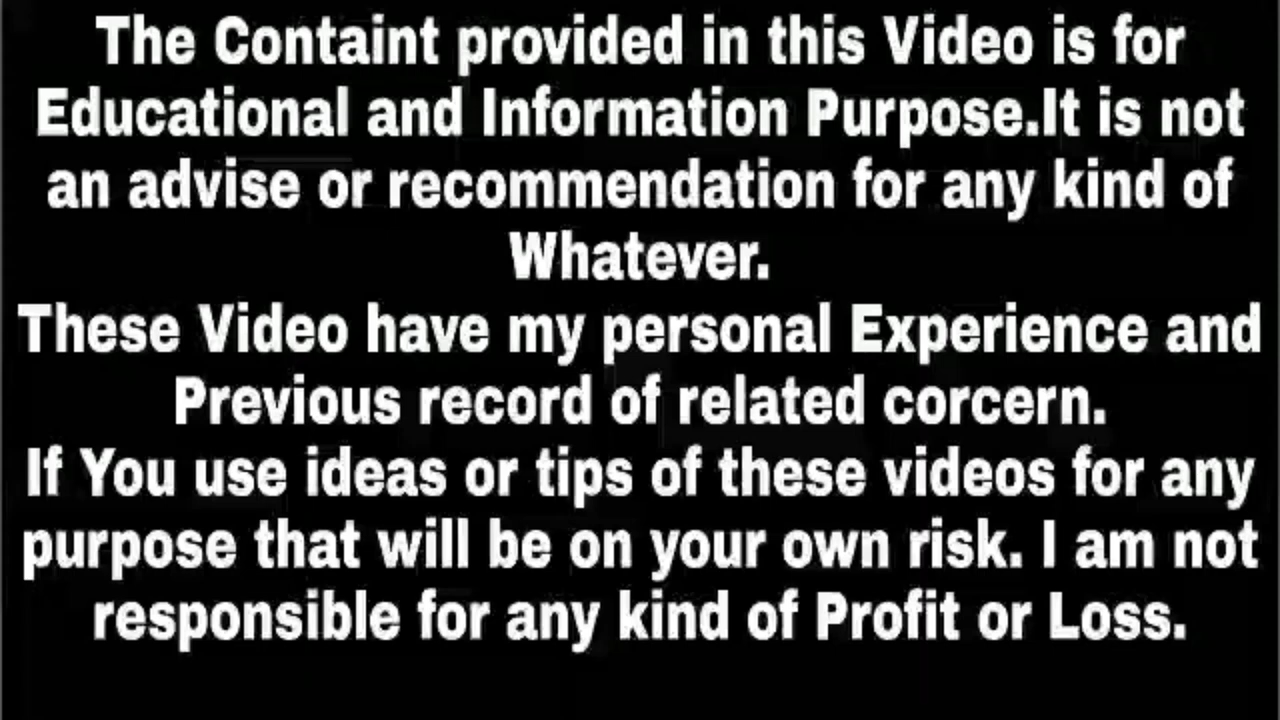 The Containt provided in this Video is for
Educational and Information Purpose.It is not
an advise or recommendation for any kind of
Whatever.
These Video have my personal Experience and
Previous record of related corcern.
If You use ideas or tips of these videos for any
purpose that will be on your own risk. I am not
responsible for any kind of Profit or Loss.